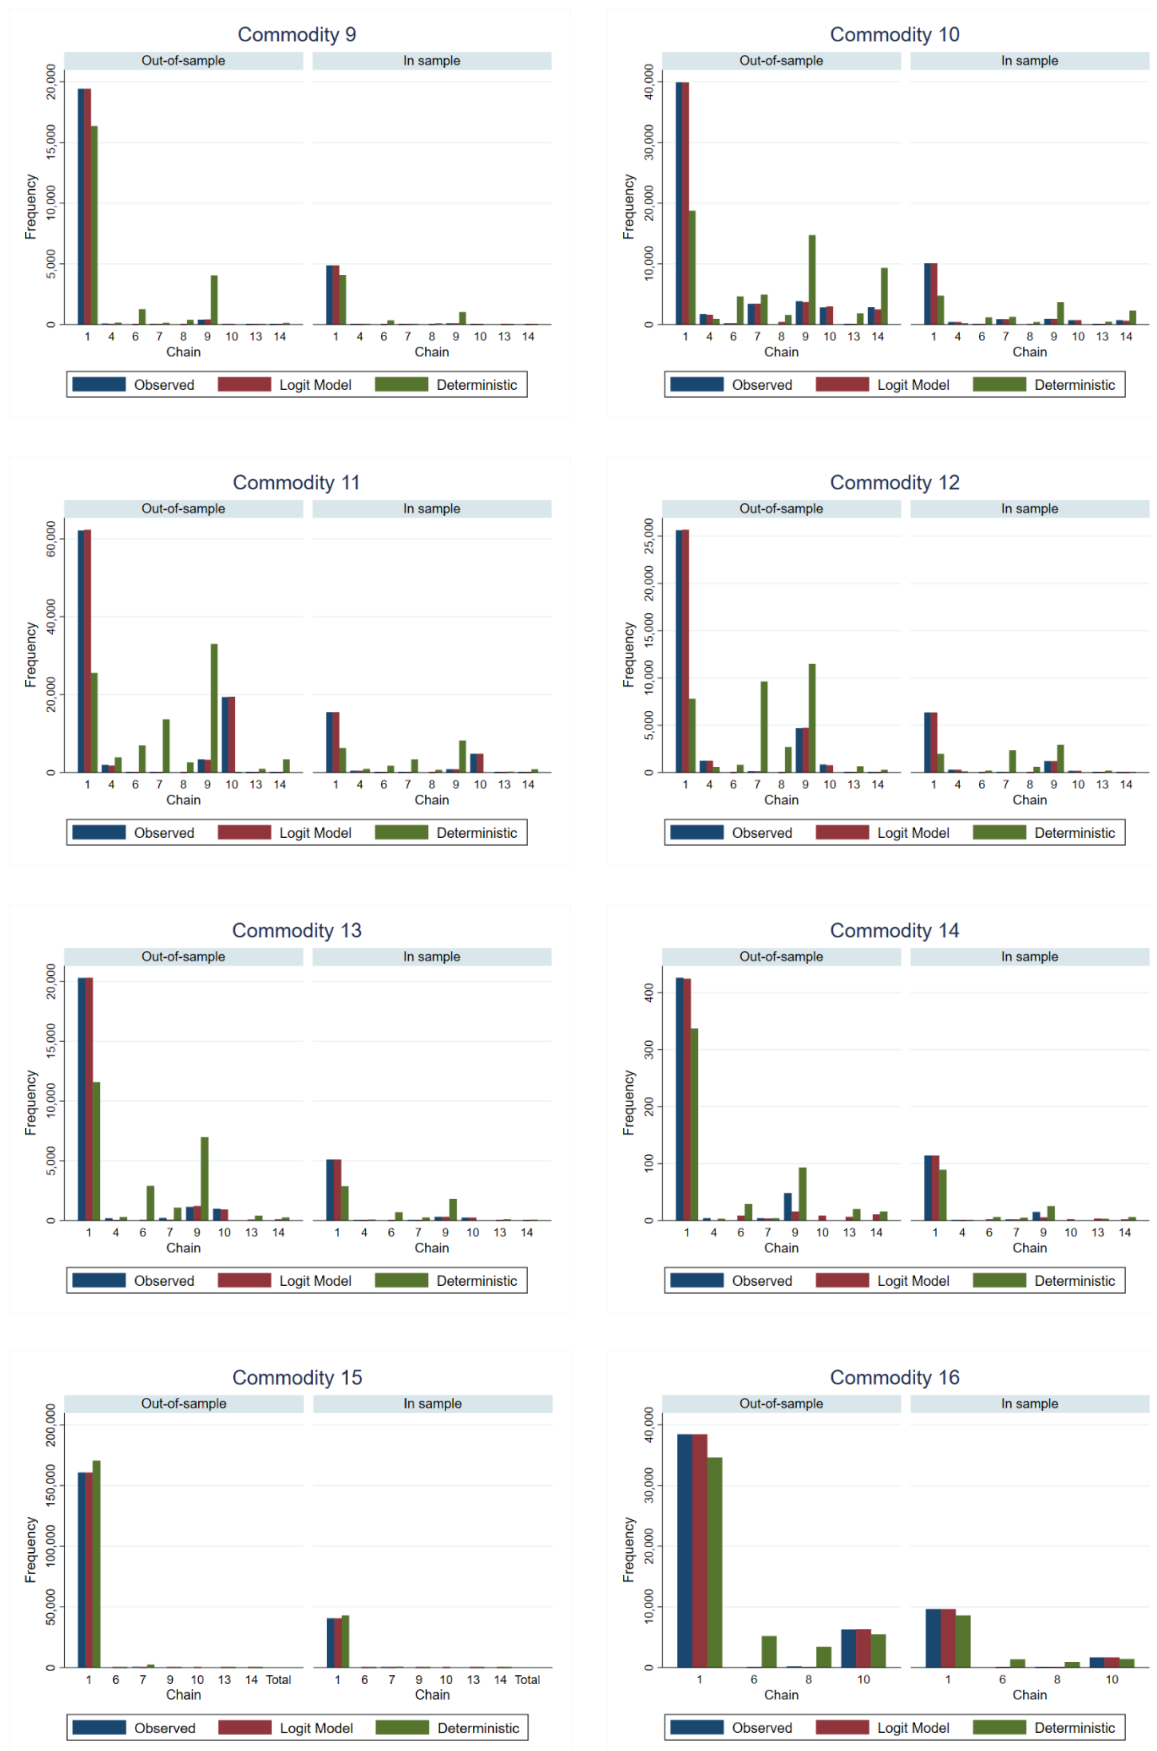 Commodity 9
Out-of-sample In sample
Frequency
20,000
15,000
10,000
5,000
0
1 4 6 7 8 9 10 13 14 1 4 6 7 8 9 10 13 14
Chain Chain
Observed Logit Model Deterministic
Commodity 10
Out-of-sample In sample
Frequency
40,000
30,000
20,000
10,000
0
1 4 6 7 8 9 10 13 14 1 4 6 7 8 9 10 13 14
Chain Chain
Observed Logit Model Deterministic
Commodity 11
Out-of-sample In sample
Frequency
60,000
40,000
20,000
0
1 4 6 7 8 9 10 13 14 1 4 6 7 8 9 10 13 14
Chain Chain
Observed Logit Model Deterministic
Commodity 12
Out-of-sample In sample
Frequency
25,000
20,000
15,000
10,000
5,000
0
1 4 6 7 8 9 10 13 14 1 4 6 7 8 9 10 13 14
Chain Chain
Observed Logit Model Deterministic
Commodity 13
Out-of-sample In sample
Frequency
20,000
15,000
10,000
5,000
0
1 4 6 7 9 10 13 14 1 4 6 7 9 10 13 14
Chain Chain
Observed Logit Model Deterministic
Commodity 14
Out-of-sample In sample
Frequency
400
300
200
100
0
1 4 6 7 9 10 13 14 1 4 6 7 9 10 13 14
Chain Chain
Observed Logit Model Deterministic
Commodity 15
Out-of-sample In sample
Frequency
200,000
150,000
100,000
50,000
0
1 6 7 9 10 13 14 Total 1 6 7 9 10 13 14 Total
Chain Chain
Observed Logit Model Deterministic
Commodity 16
Out-of-sample In sample
Frequency
40,000
30,000
20,000
10,000
0
1 6 8 10 1 6 8 10
Chain Chain
Observed Logit Model Deterministic